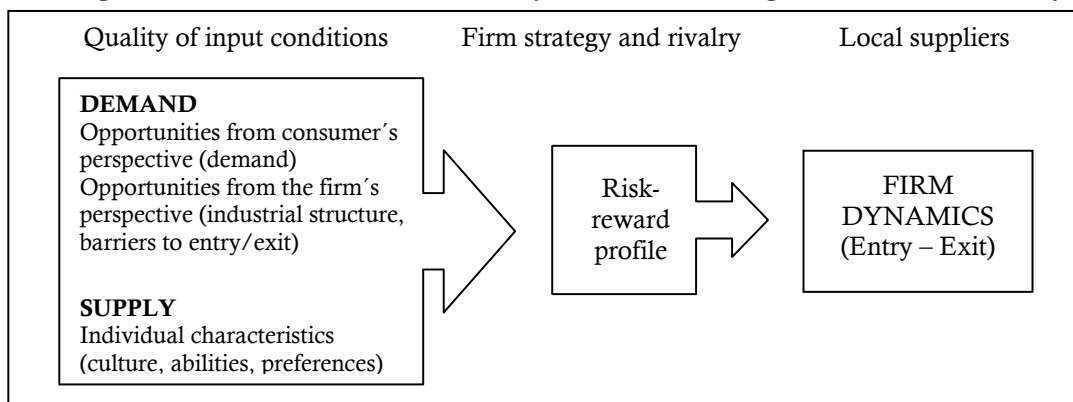 Quality of input conditions
Firm strategy and rivalry
Local suppliers
DEMAND
Opportunities from consumer´s
perspective (demand)
Opportunities from the firm´s
perspective (industrial structure,
barriers to entry/exit)
SUPPLY
Individual characteristics
(culture, abilities, preferences)
Risk-
reward
profile
FIRM
DYNAMICS
(Entry – Exit)